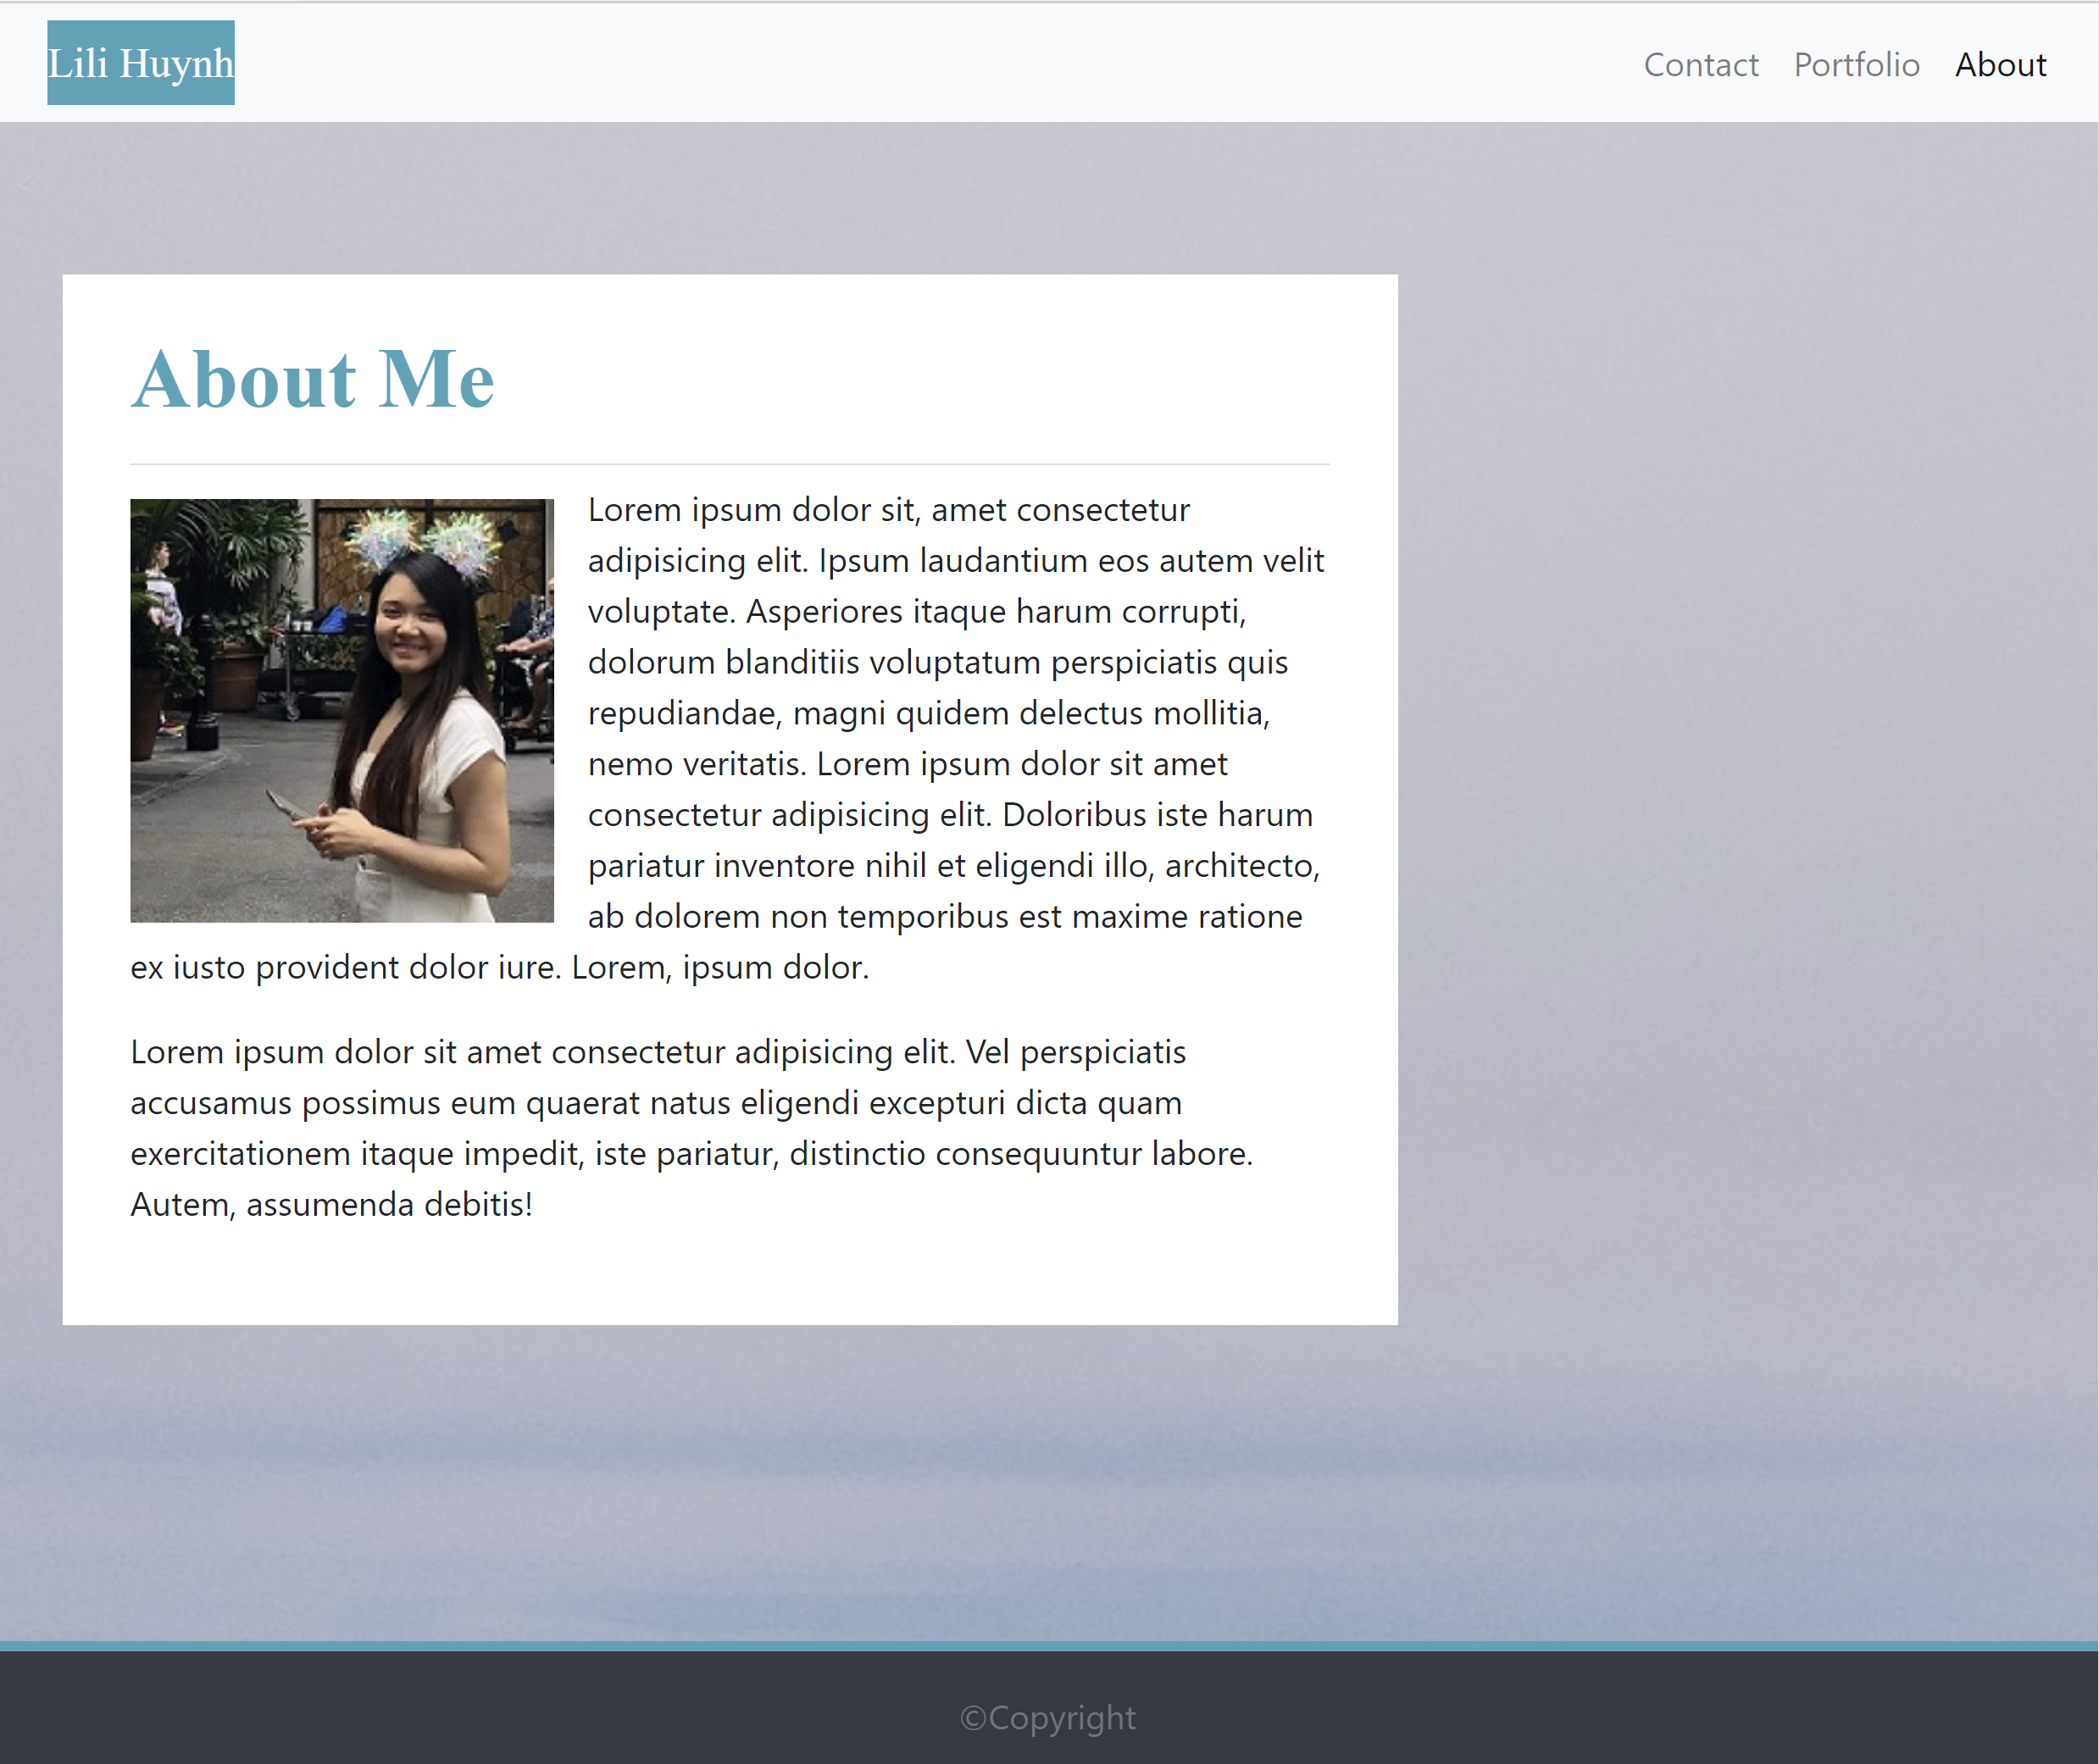 Lili Huynh
Contact Portfolio About
About Me
Lorem ipsum dolor sit, amet consectetur
adipisicing elit. Ipsum laudantium eos autem velit
voluptate. Asperiores itaque harum corrupti,
dolorum blanditiis voluptatum perspiciatis quis
repudiandae, magni quidem delectus mollitia,
nemo veritatis. Lorem ipsum dolor sit amet
consectetur adipisicing elit. Doloribus iste harum
pariatur inventore nihil et eligendi illo, architecto,
ab dolorem non temporibus est maxime ratione
ex iusto provident dolor iure. Lorem, ipsum dolor.
Lorem ipsum dolor sit amet consectetur adipisicing elit. Vel perspiciatis
accusamus possimus eum quaerat natus eligendi excepturi dicta quam
exercitationem itaque impedit, iste pariatur, distinctio consequuntur labore.
Autem, assumenda debitis!
©Copyright